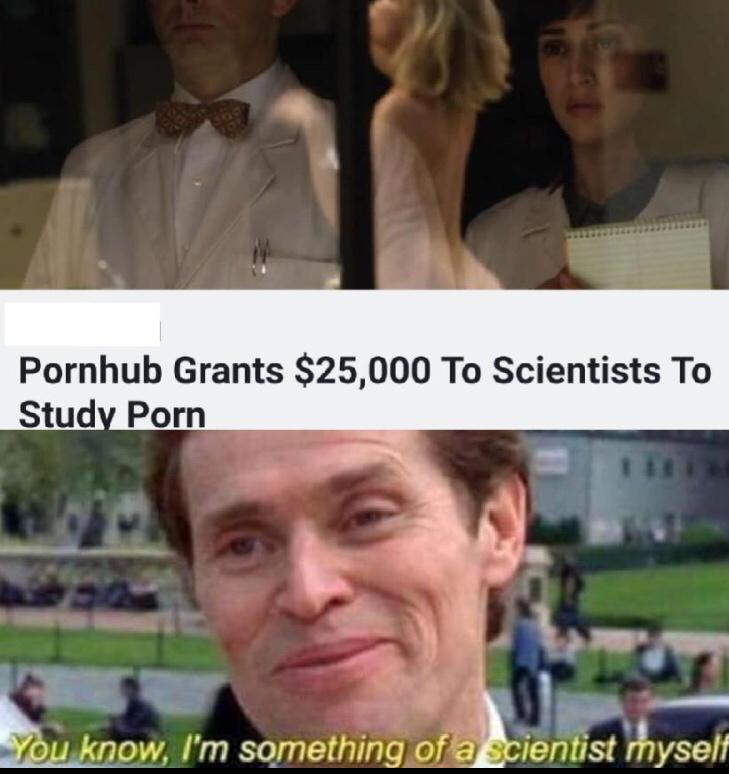 Pornhub Grants $25,000 To Scientists To
Study Porn
You know, I'm something of a scientist myself